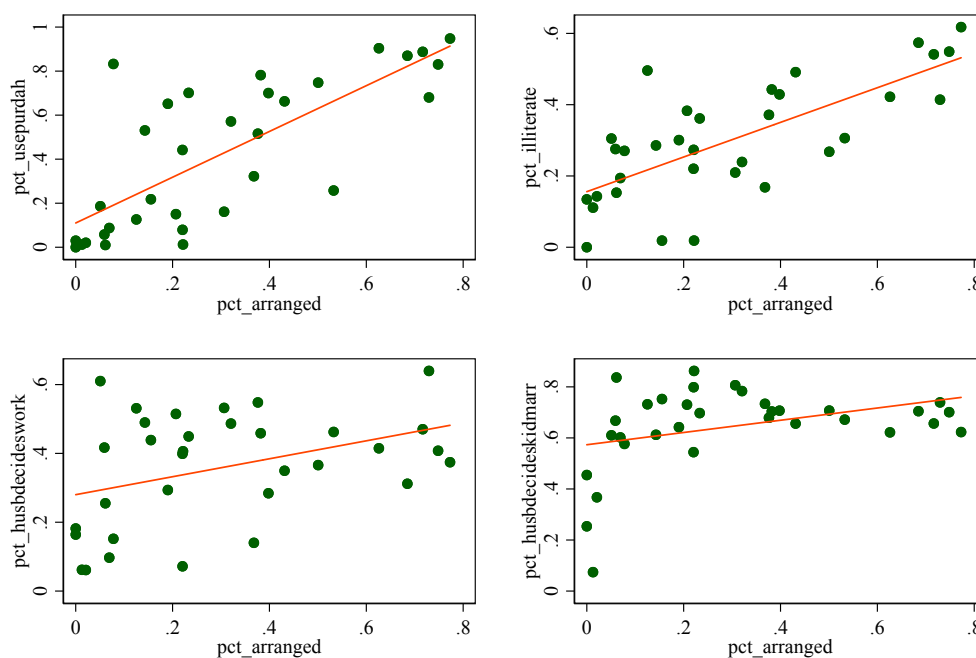 pct_usepurdah
1
.8
.6
.4
.2
0
0 .2 .4 .6 .8
pct_arranged
pct_illiterate
.6
.4
.2
0
0 .2 .4 .6 .8
pct_arranged
pct_husbdecideswork
.6
.4
.2
0
0 .2 .4 .6 .8
pct_arranged
pct_husbdecideskidmarr
.8
.6
.4
.2
0
0 .2 .4 .6 .8
pct_arranged